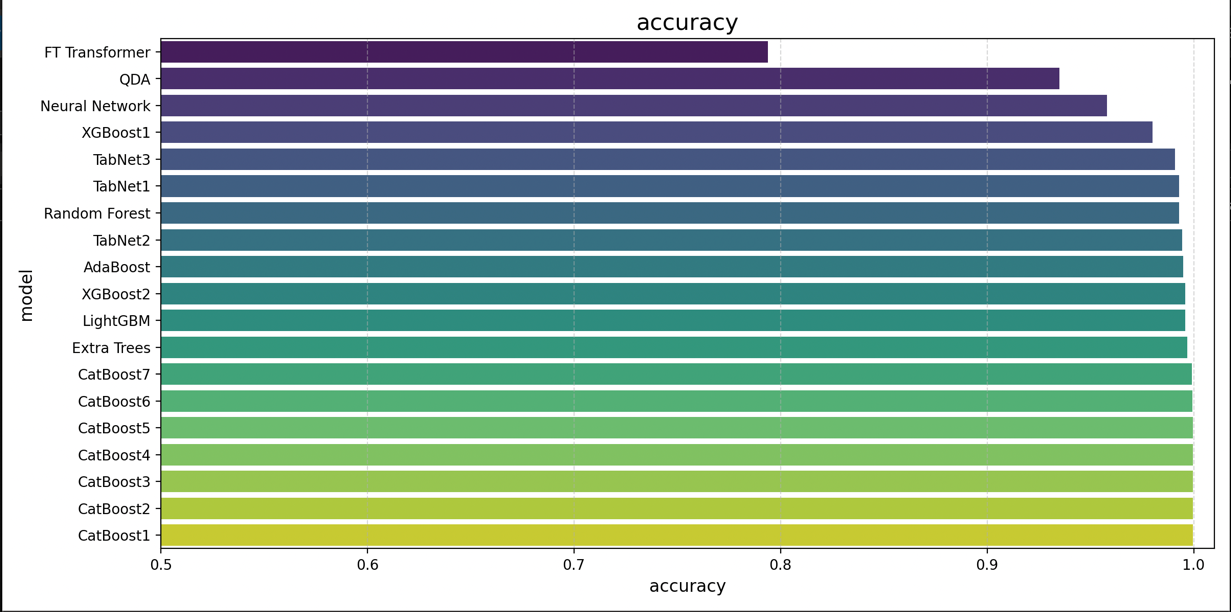 accuracy
FT Transformer
QDA
Neural Network
XGBoost1
TabNet3
TabNet1
Random Forest
TabNet2
AdaBoost
XGBoost2
LightGBM
Extra Trees
CatBoost7
CatBoost6
CatBoost5
CatBoost4
CatBoost3
CatBoost2
CatBoost1
model
0.5 0.6 0.7 0.8 0.9 1.0
accuracy